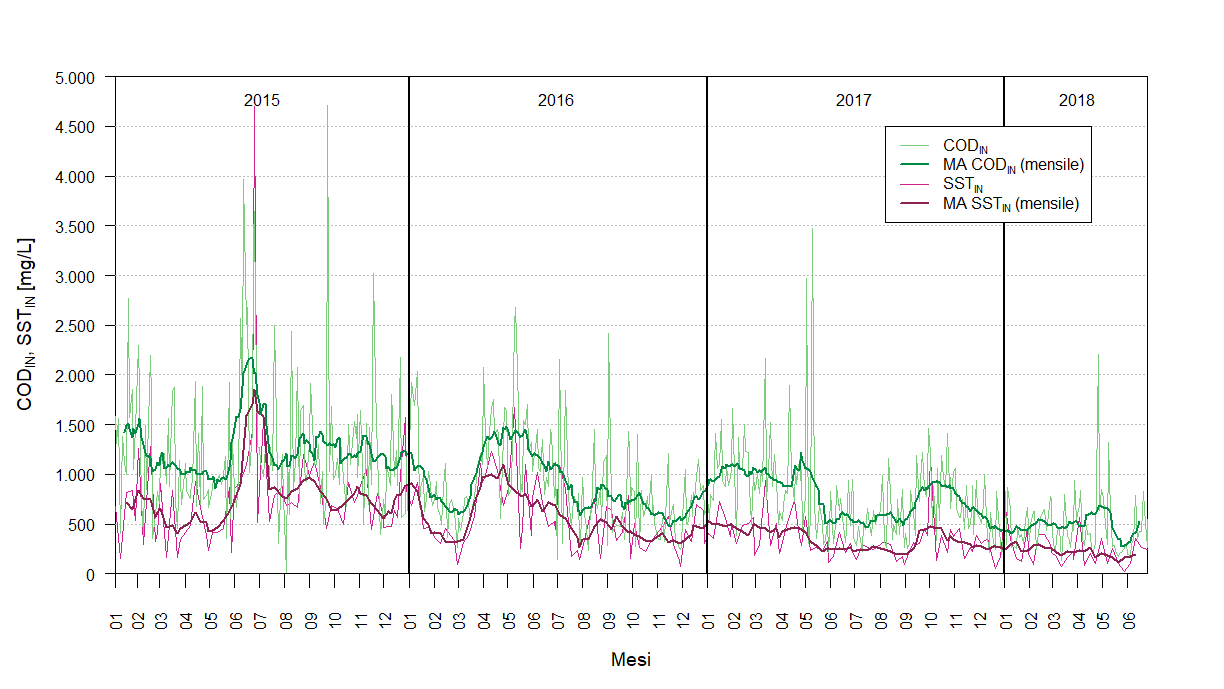 2015 2016 2017 2018
COD_IN
MA COD_IN (mensile)
SST_IN
MA SST_IN (mensile)
COD_IN, SST_IN [mg/L]
5.000
4.500
4.000
3.500
3.000
2.500
2.000
1.500
1.000
500
0
01 02 03 04 05 06 07 08 09 10 11 12 01 02 03 04 05 06 07 08 09 10 11 12 01 02 03 04 05 06 07 08 09 10 11 12 01 02 03 04 05 06
Mesi